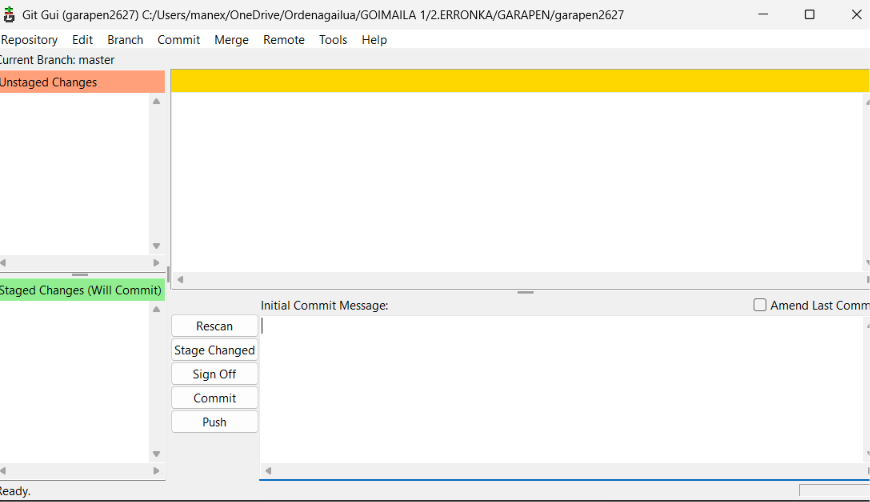 Git Gui (garapen2627) C:/Users/manex/OneDrive/Ordenagailua/GOIMAILA 1/2.ERRONKA/GARAPEN/garapen2627
Repository Edit Branch Commit Merge Remote Tools Help
Current Branch: master
Unstaged Changes
Staged Changes (Will Commit)
Initial Commit Message:
Amend Last Comm
Rescan
Stage Changed
Sign Off
Commit
Push
Ready.